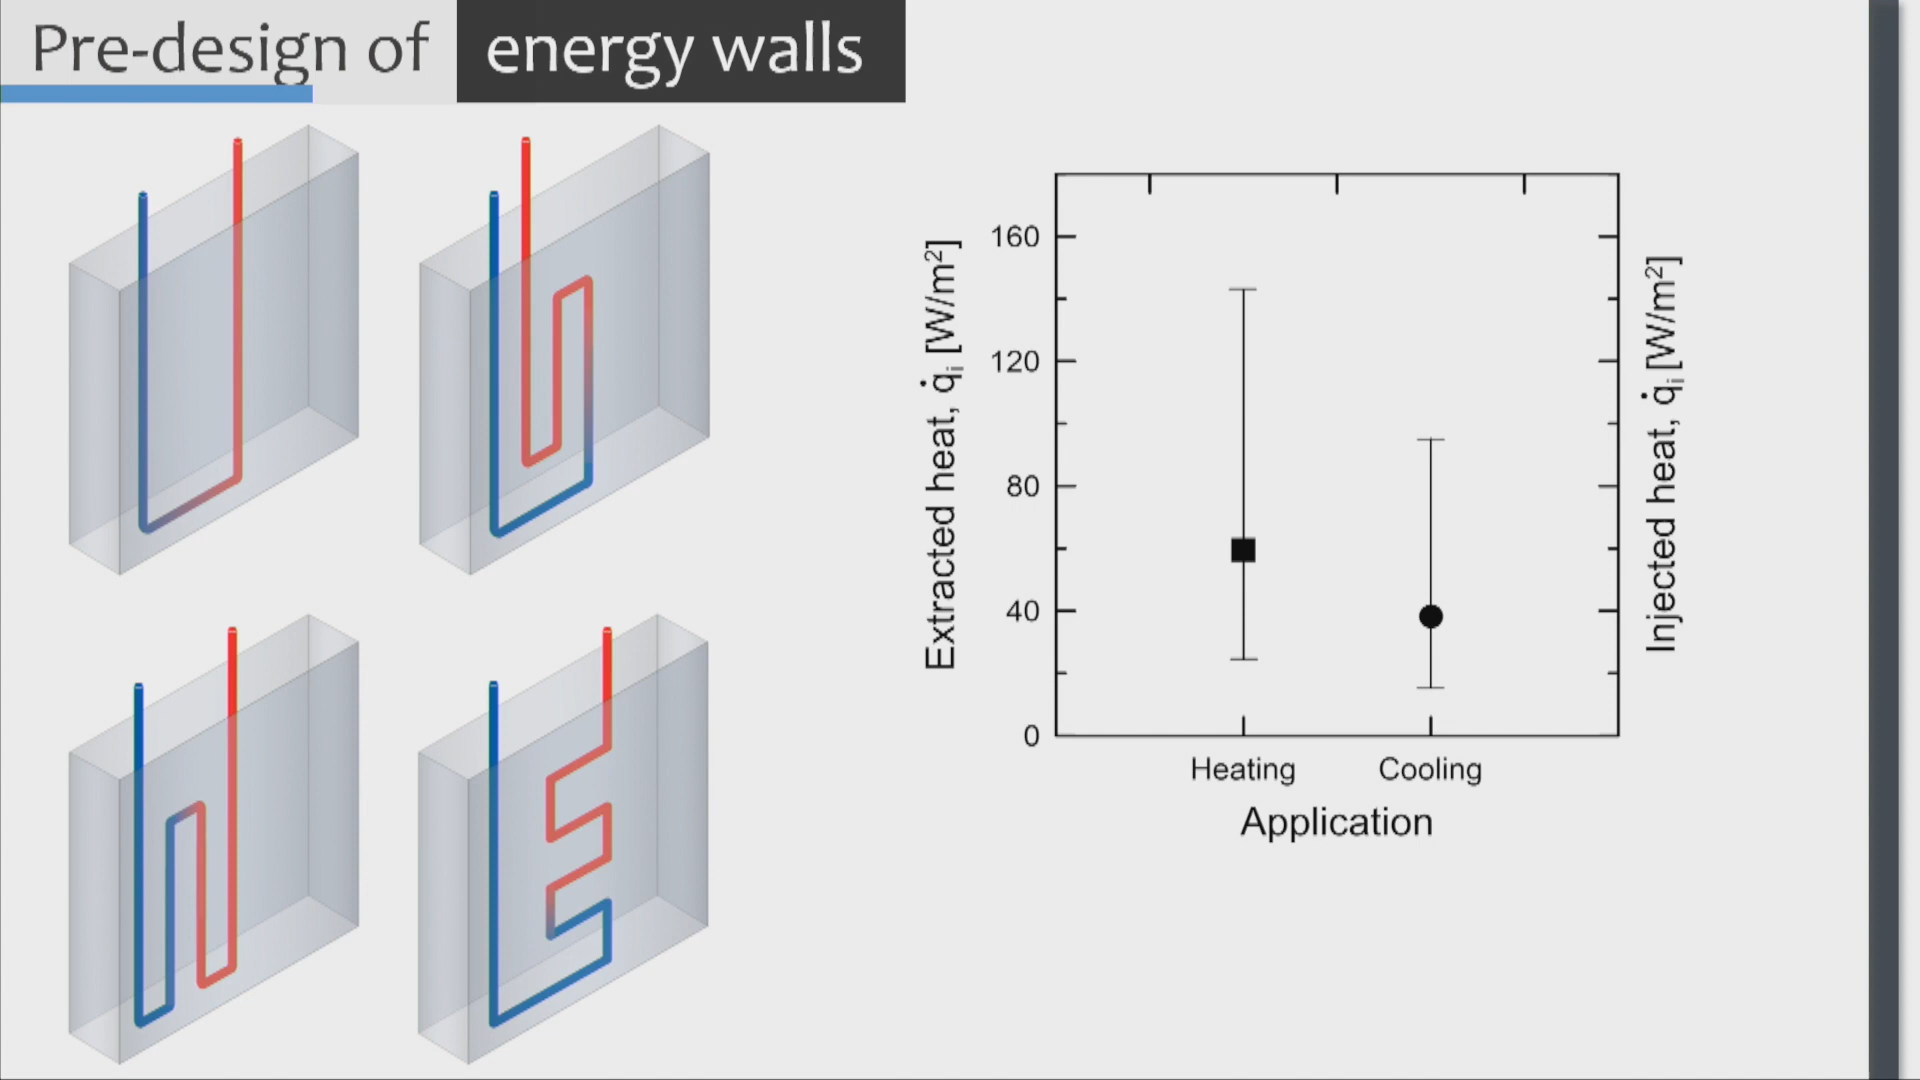 Pre-design of energy walls
Extracted heat, q̇i [W/m²]
160
120
80
40
0
Injected heat, q̇i [W/m²]
Heating Cooling
Application